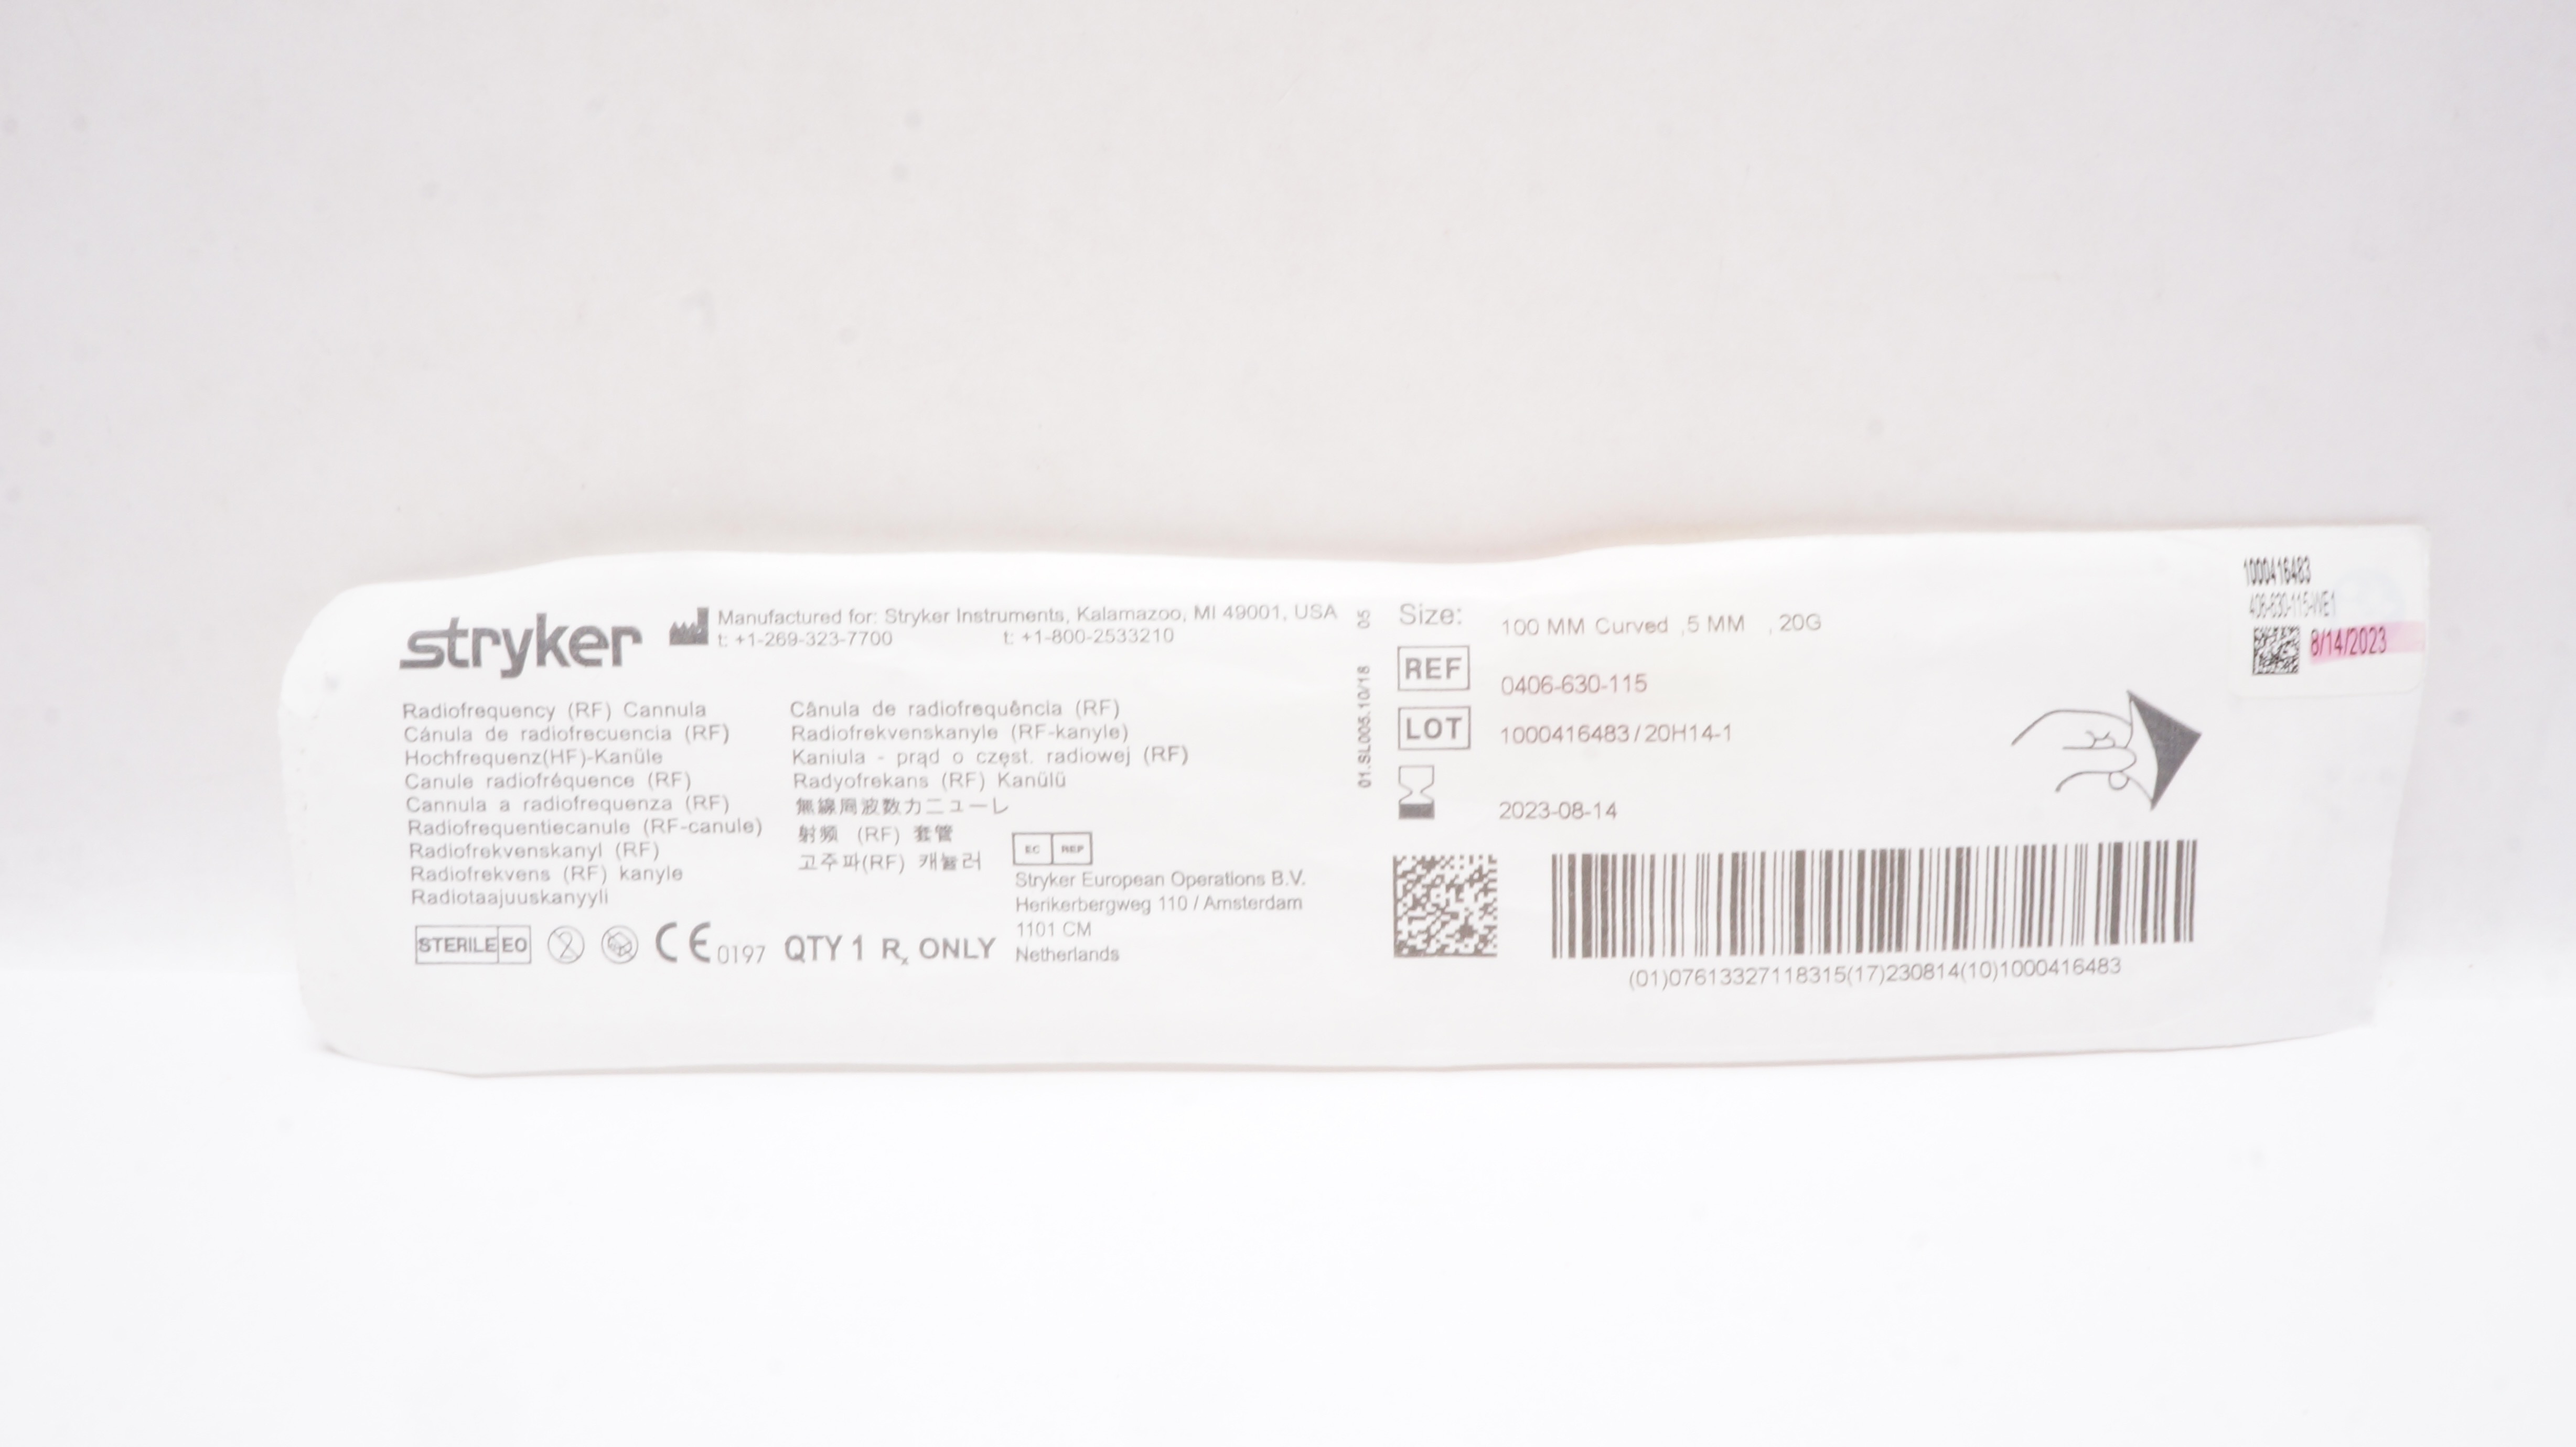 stryker
Manufactured for: Stryker Instruments, Kalamazoo, MI 49001, USA
t: +1-269-323-7700 t: +1-800-2533210
Radiofrequency (RF) Cannula
Cánula de radiofrecuencia (RF)
Hochfrequenz(HF)-Kanüle
Canule radiofréquence (RF)
Cannula a radiofrequenza (RF)
Radiofrequentiecanule (RF-canule)
Radiofrekvenskanyl (RF)
Radiofrekvens (RF) kanyle
Radiotaajuuskanyyli
Cânula de radiofrequência (RF)
Radiofrekvenskanyle (RF-kanyle)
Kaniula - prąd o częst. radiowej (RF)
Radyofrekans (RF) Kanülü
無線周波数カニューレ
射频 (RF) 套管
고주파(RF) 캐뉼러
EC REP
Stryker European Operations B.V.
Herikerbergweg 110 / Amsterdam
1101 CM
Netherlands
STERILE EO 2 CE 0197 QTY 1 Rx ONLY
01.SL005.10/18 05
Size: 100 MM Curved ,5 MM , 20G
REF 0406-630-115
LOT 1000416483/20H14-1
2023-08-14
(01)07613327118315(17)230814(10)1000416483
1000416483
406-630-115-WE1
8/14/2023